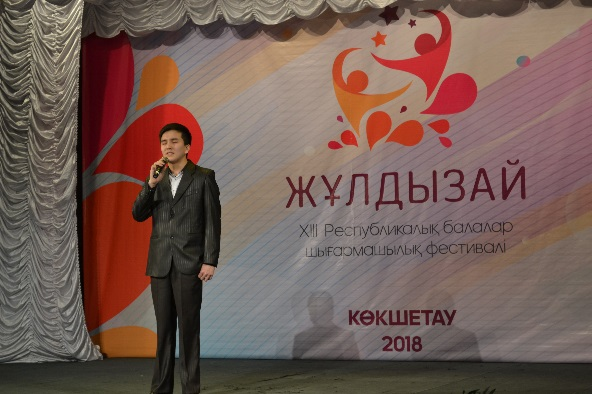 ЖҰЛДЫЗАЙ
XIII Республикалық балалар
шығармашылық фестивалі
КӨКШЕТАУ
2018